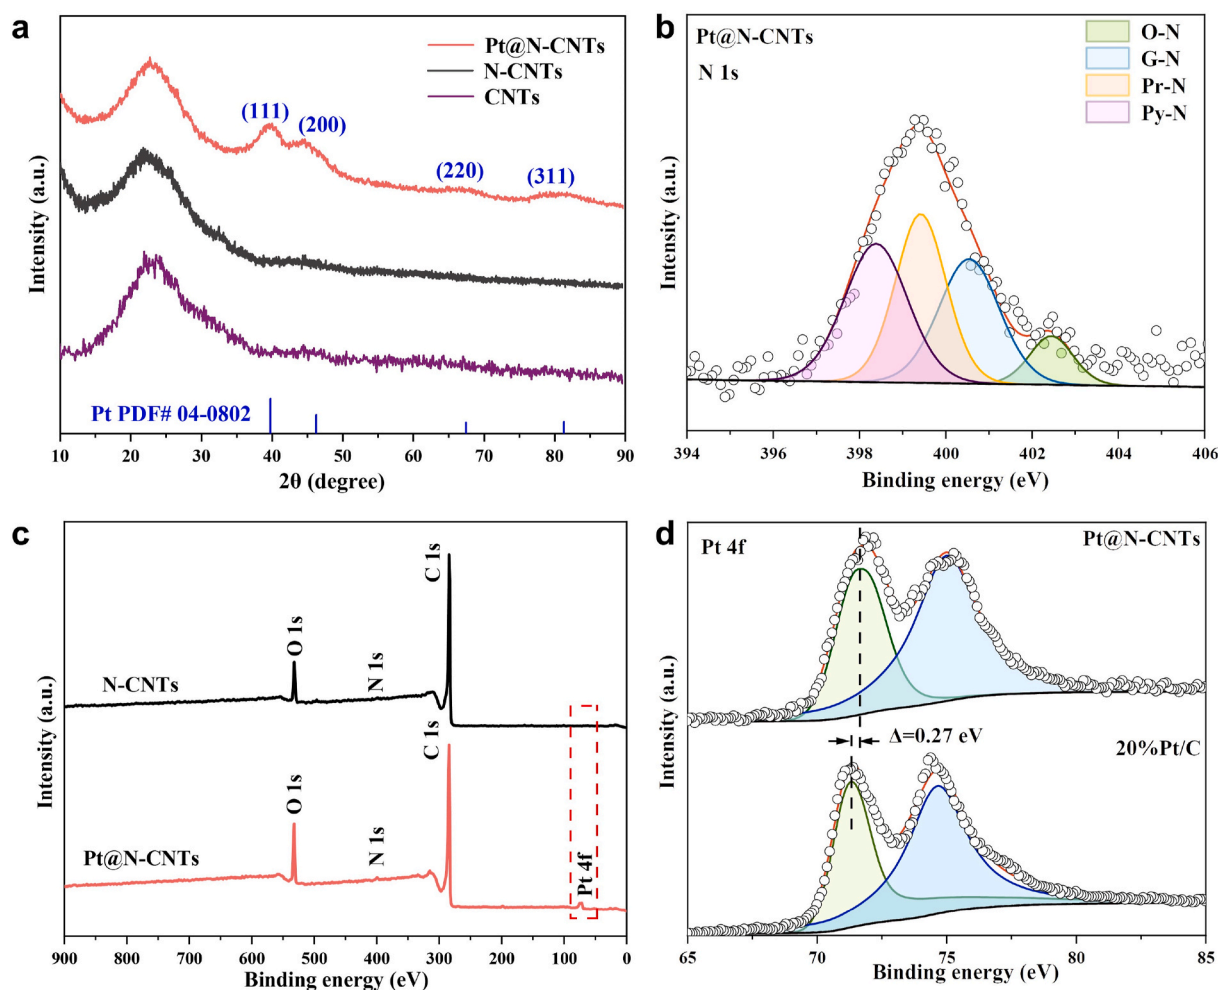 a
Pt@N-CNTs
N-CNTs
CNTs
(111)
(200)
(220)
(311)
Pt PDF# 04-0802
Intensity (a.u.)
10 20 30 40 50 60 70 80 90
2θ (degree)
b
Pt@N-CNTs
N 1s
O-N
G-N
Pr-N
Py-N
Intensity (a.u.)
394 396 398 400 402 404 406
Binding energy (eV)
c
N-CNTs
O 1s
N 1s
C 1s
Pt@N-CNTs
O 1s
N 1s
C 1s
Pt 4f
Intensity (a.u.)
900 800 700 600 500 400 300 200 100 0
Binding energy (eV)
d
Pt 4f
Pt@N-CNTs
Δ=0.27 eV
20%Pt/C
Intensity (a.u.)
65 70 75 80 85
Binding energy (eV)